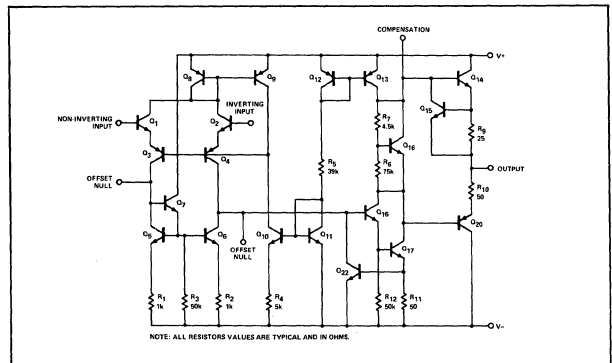 COMPENSATION
V+
Q8
Q9
Q12
Q13
Q14
NON-INVERTING
INPUT
Q1
INVERTING
INPUT
Q2
R7
4.5k
Q15
R9
25
Q3
Q4
Q16
R5
39k
R6
75k
OUTPUT
OFFSET
NULL
R10
50
Q7
Q16
Q20
Q5
Q6
OFFSET
NULL
Q10
Q11
Q17
Q22
R1
1k
R3
50k
R2
1k
R4
5k
R12
50k
R11
50
V−
NOTE: ALL RESISTORS VALUES ARE TYPICAL AND IN OHMS.